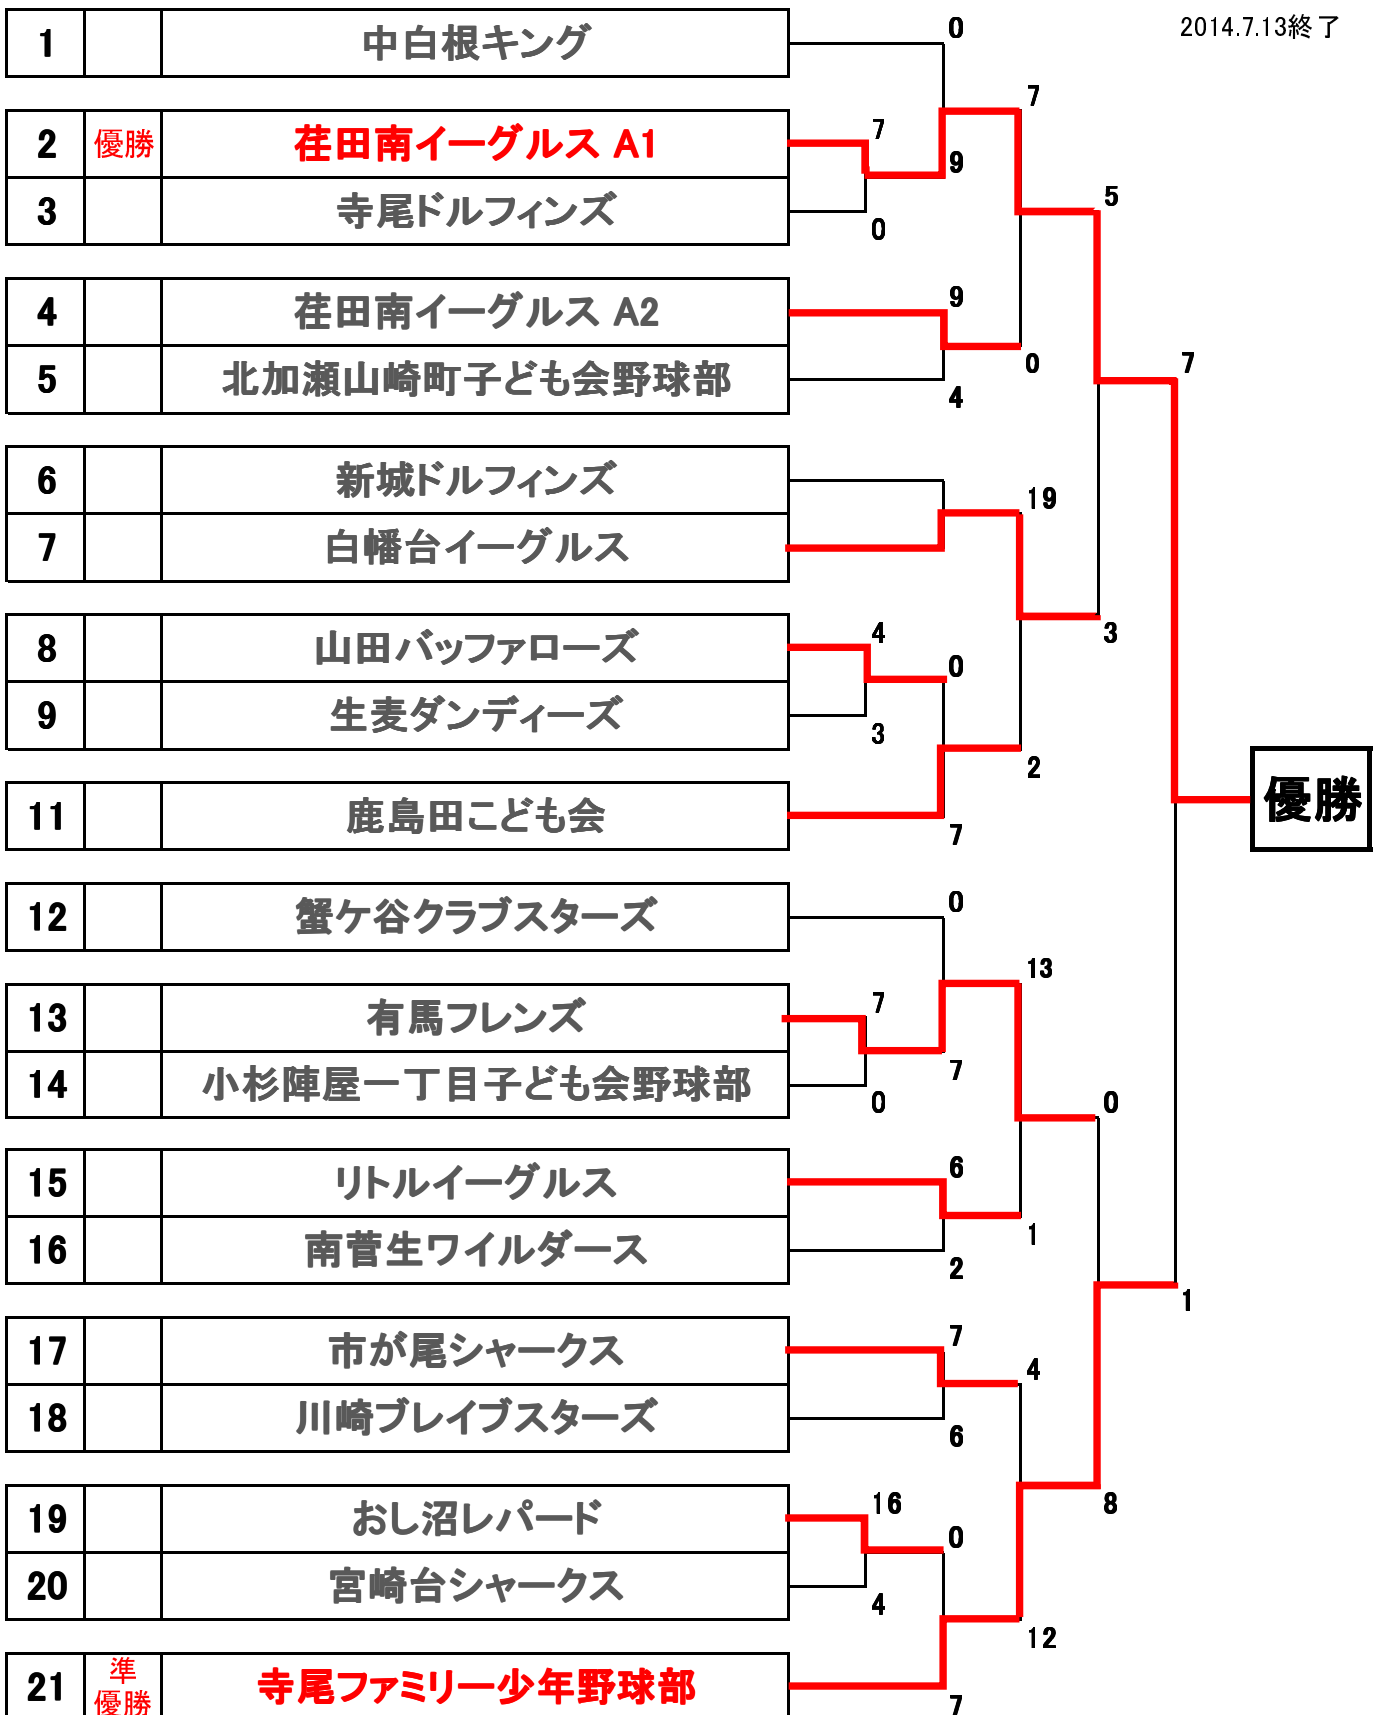 2014.7.13終了
1 中白根キング
0
7
2 優勝 荏田南イーグルス A1
7
9
3 寺尾ドルフィンズ
0
5
4 荏田南イーグルス A2
9
0
5 北加瀬山崎町子ども会野球部
4
7
6 新城ドルフィンズ
19
7 白幡台イーグルス
8 山田バッファローズ
4
0
3
9 生麦ダンディーズ
3
2
11 鹿島田こども会
7
優勝
12 蟹ケ谷クラブスターズ
0
13
13 有馬フレンズ
7
7
14 小杉陣屋一丁目子ども会野球部
0
0
15 リトルイーグルス
6
1
16 南菅生ワイルダース
2
1
17 市が尾シャークス
7
4
18 川崎ブレイブスターズ
6
19 おし沼レパード
16
0
8
20 宮崎台シャークス
4
12
21 準優勝 寺尾ファミリー少年野球部
7